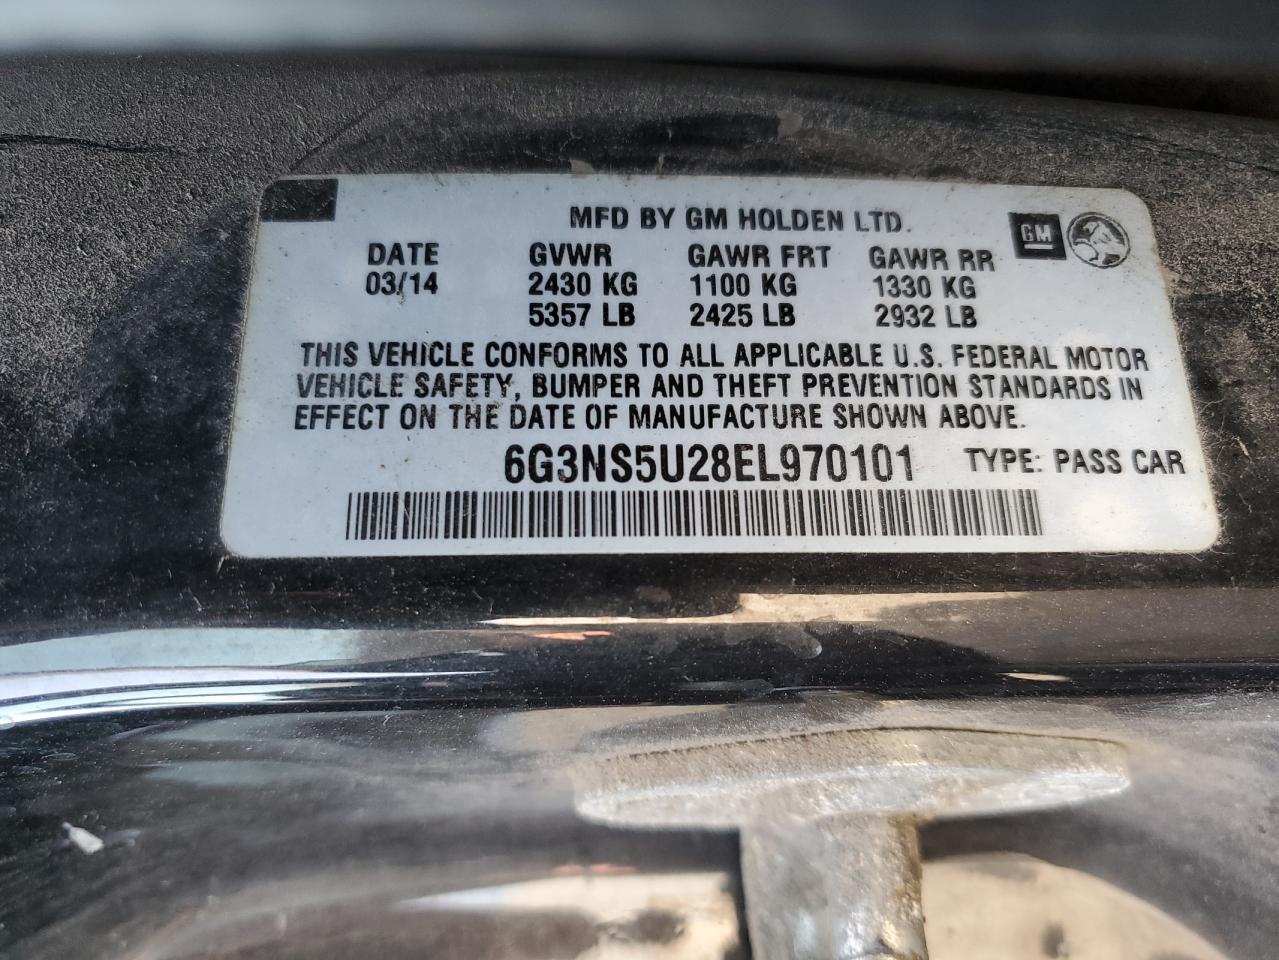 MFD BY GM HOLDEN LTD.
GM
DATE GVWR GAWR FRT GAWR RR
03/14 2430 KG 1100 KG 1330 KG
5357 LB 2425 LB 2932 LB
THIS VEHICLE CONFORMS TO ALL APPLICABLE U.S. FEDERAL MOTOR
VEHICLE SAFETY, BUMPER AND THEFT PREVENTION STANDARDS IN
EFFECT ON THE DATE OF MANUFACTURE SHOWN ABOVE.
6G3NS5U28EL970101 TYPE: PASS CAR